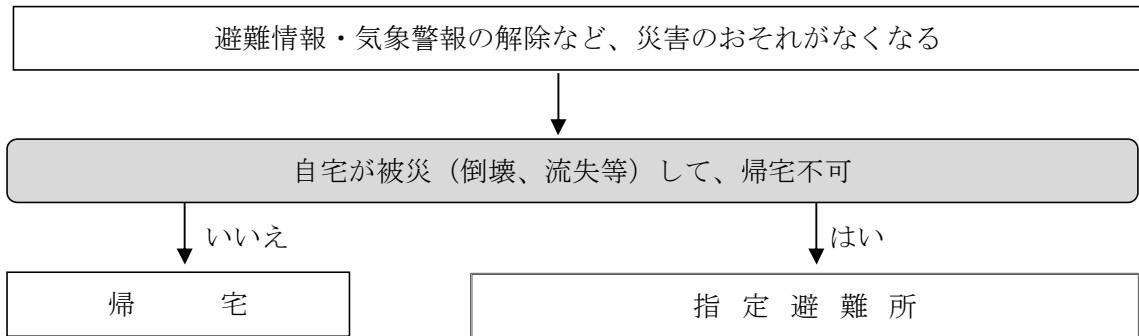 避難情報・気象警報の解除など、災害のおそれがなくなる
自宅が被災（倒壊、流失等）して、帰宅不可
いいえ
はい
帰　　　宅
指 定 避 難 所